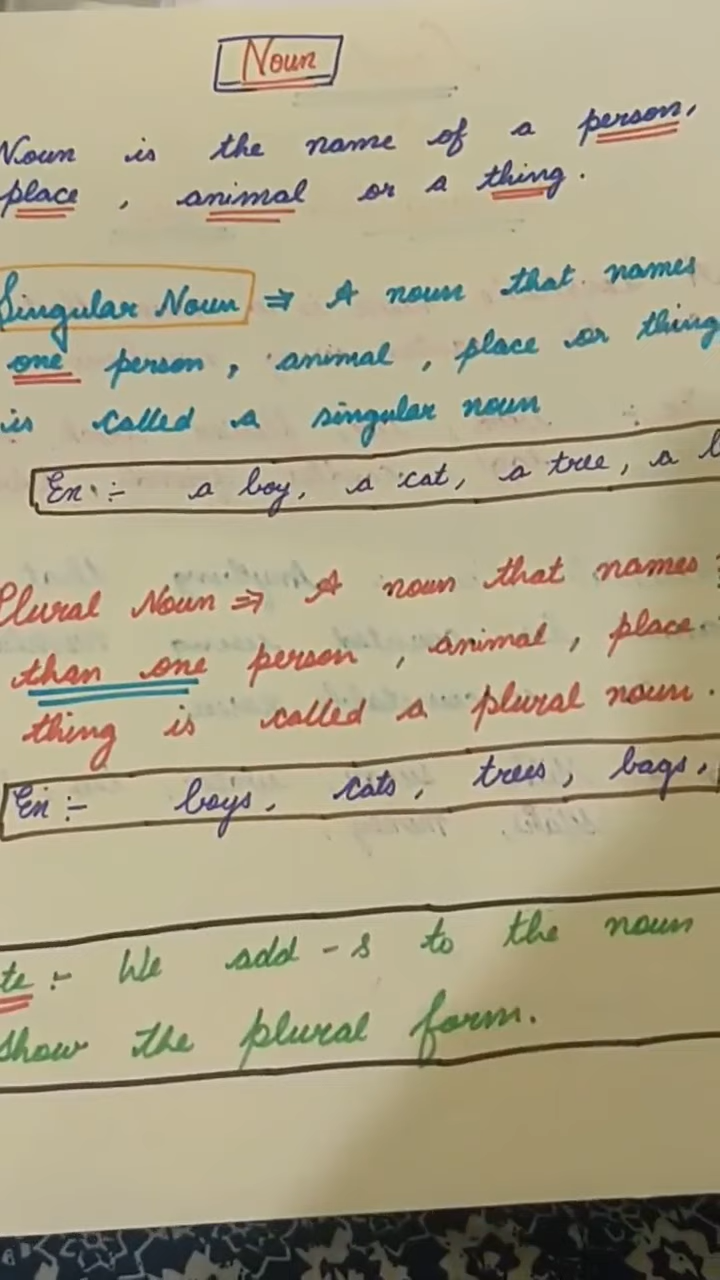 Noun
Noun is the name of a person,
place , animal or a thing.
Singular Noun ⇒ A noun that names
one person, animal, place or thing
is called a singular noun
Ex :- a boy, a cat, a tree, a
Plural Noun ⇒ A noun that names
than one person, animal, place
thing is called a plural noun.
Ex :- boys, cats, trees, bags,
te :- We add -s to the noun
show the plural form.